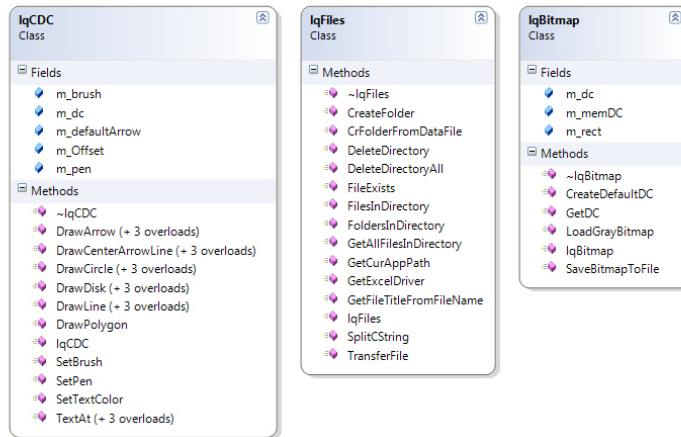 IqCDC
Class
Fields
m_brush
m_dc
m_defaultArrow
m_Offset
m_pen
Methods
~IqCDC
DrawArrow (+ 3 overloads)
DrawCenterArrowLine (+ 3 overloads)
DrawCircle (+ 3 overloads)
DrawDisk (+ 3 overloads)
DrawLine (+ 3 overloads)
DrawPolygon
IqCDC
SetBrush
SetPen
SetTextColor
TextAt (+ 3 overloads)
IqFiles
Class
Methods
~IqFiles
CreateFolder
CrFolderFromDataFile
DeleteDirectory
DeleteDirectoryAll
FileExists
FilesInDirectory
FoldersInDirectory
GetAllFilesInDirectory
GetCurAppPath
GetExcelDriver
GetFileTitleFromFileName
IqFiles
SplitCString
TransferFile
IqBitmap
Class
Fields
m_dc
m_memDC
m_rect
Methods
~IqBitmap
CreateDefaultDC
GetDC
LoadGrayBitmap
IqBitmap
SaveBitmapToFile